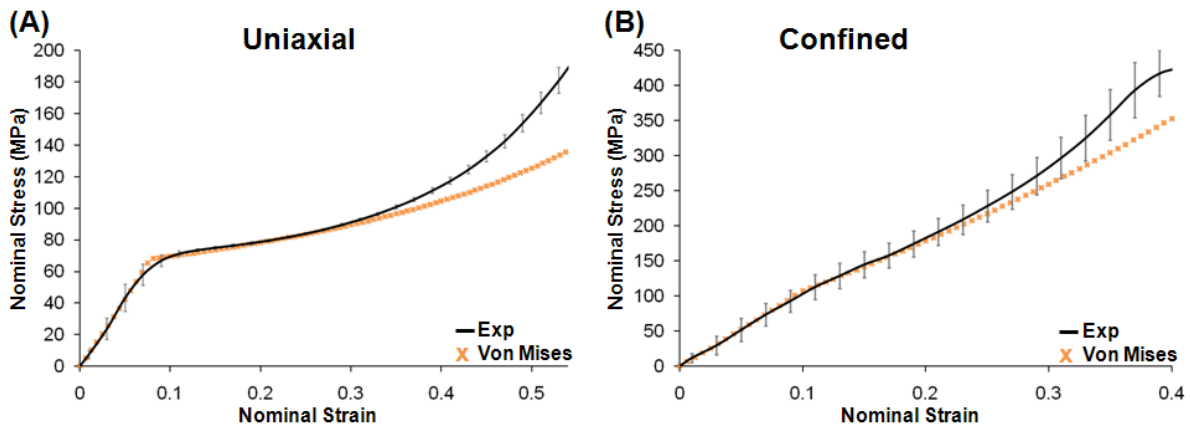 (A)
Uniaxial
Nominal Stress (MPa)
200
180
160
140
120
100
80
60
40
20
0
0 0.1 0.2 0.3 0.4 0.5
Nominal Strain
Exp
Von Mises
(B)
Confined
Nominal Stress (MPa)
450
400
350
300
250
200
150
100
50
0
0 0.1 0.2 0.3 0.4
Nominal Strain
Exp
Von Mises